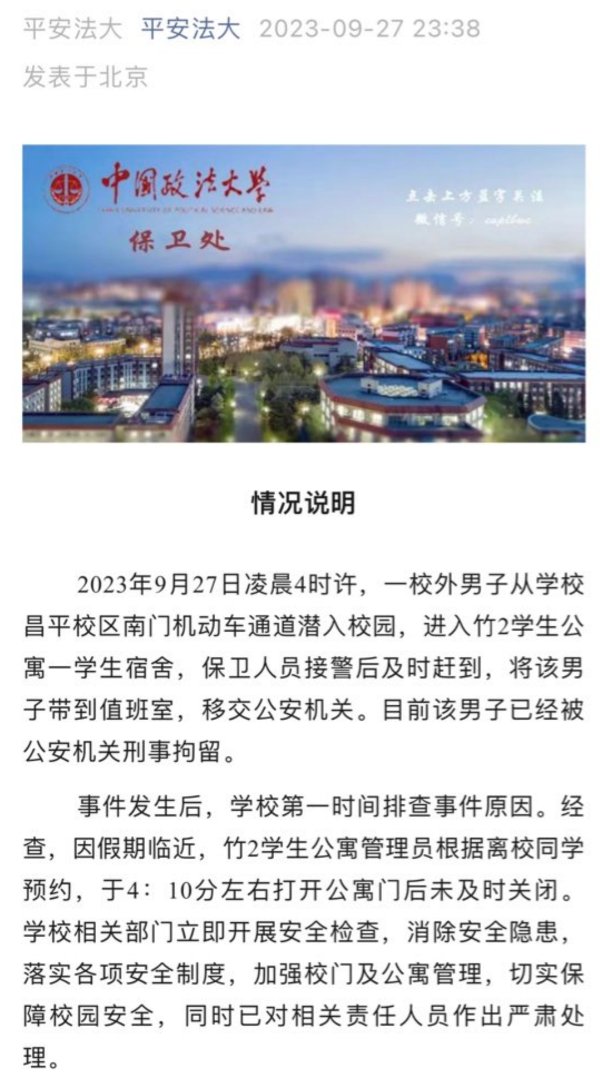 平安法大 平安法大 2023-09-27 23:38
发表于北京
中国政法大学
CHINA UNIVERSITY OF POLITICAL SCIENCE AND LAW
点击上方蓝字关注
微信号：cuplbwc
保卫处
情况说明
2023年9月27日凌晨4时许，一校外男子从学校
昌平校区南门机动车通道潜入校园，进入竹2学生公
寓一学生宿舍，保卫人员接警后及时赶到，将该男
子带到值班室，移交公安机关。目前该男子已经被
公安机关刑事拘留。
事件发生后，学校第一时间排查事件原因。经
查，因假期临近，竹2学生公寓管理员根据离校同学
预约，于4：10分左右打开公寓门后未及时关闭。
学校相关部门立即开展安全检查，消除安全隐患，
落实各项安全制度，加强校门及公寓管理，切实保
障校园安全，同时已对相关责任人员作出严肃处
理。